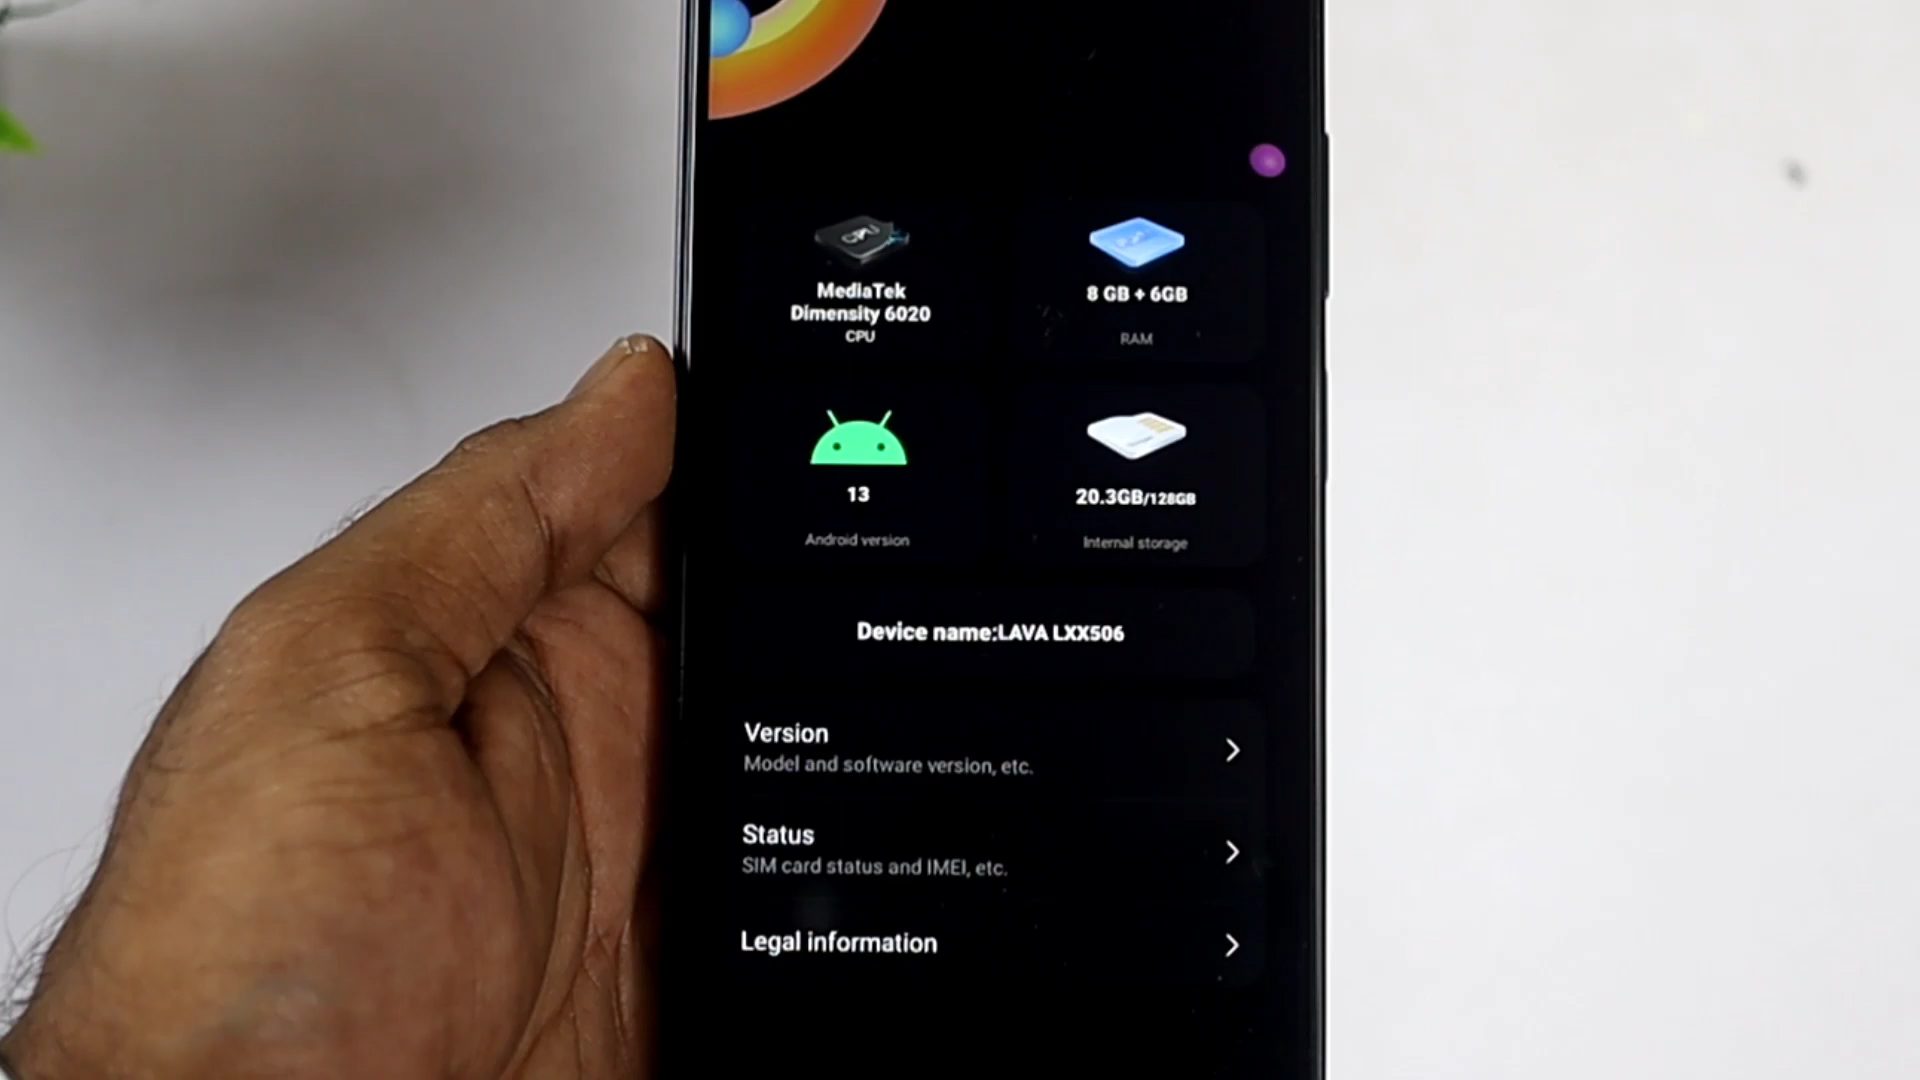 CPU
MediaTek
Dimensity 6020
CPU
8 GB + 6GB
RAM
13
Android version
20.3GB/128GB
Internal storage
Device name:LAVA LXX506
Version
Model and software version, etc.
Status
SIM card status and IMEI, etc.
Legal information